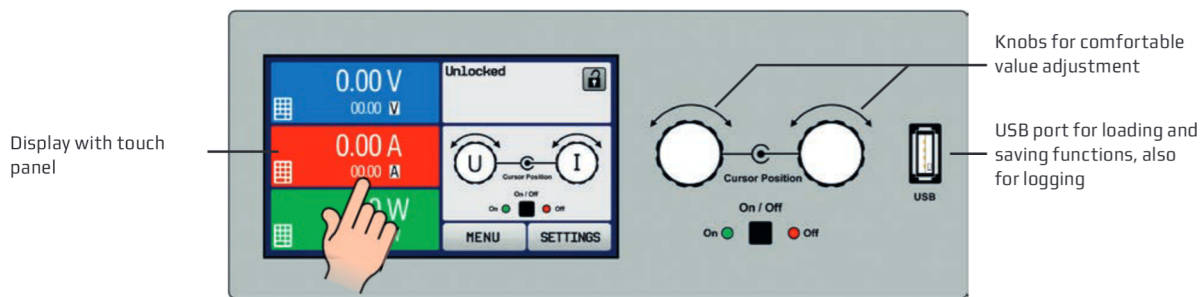 Display with touch
panel
0.00 V
00.00 V
0.00 A
00.00 A
W
Unlocked
U
I
On / Off
On
Off
MENU
SETTINGS
Cursor Position
On / Off
On
Off
USB
Knobs for comfortable
value adjustment
USB port for loading and
saving functions, also
for logging